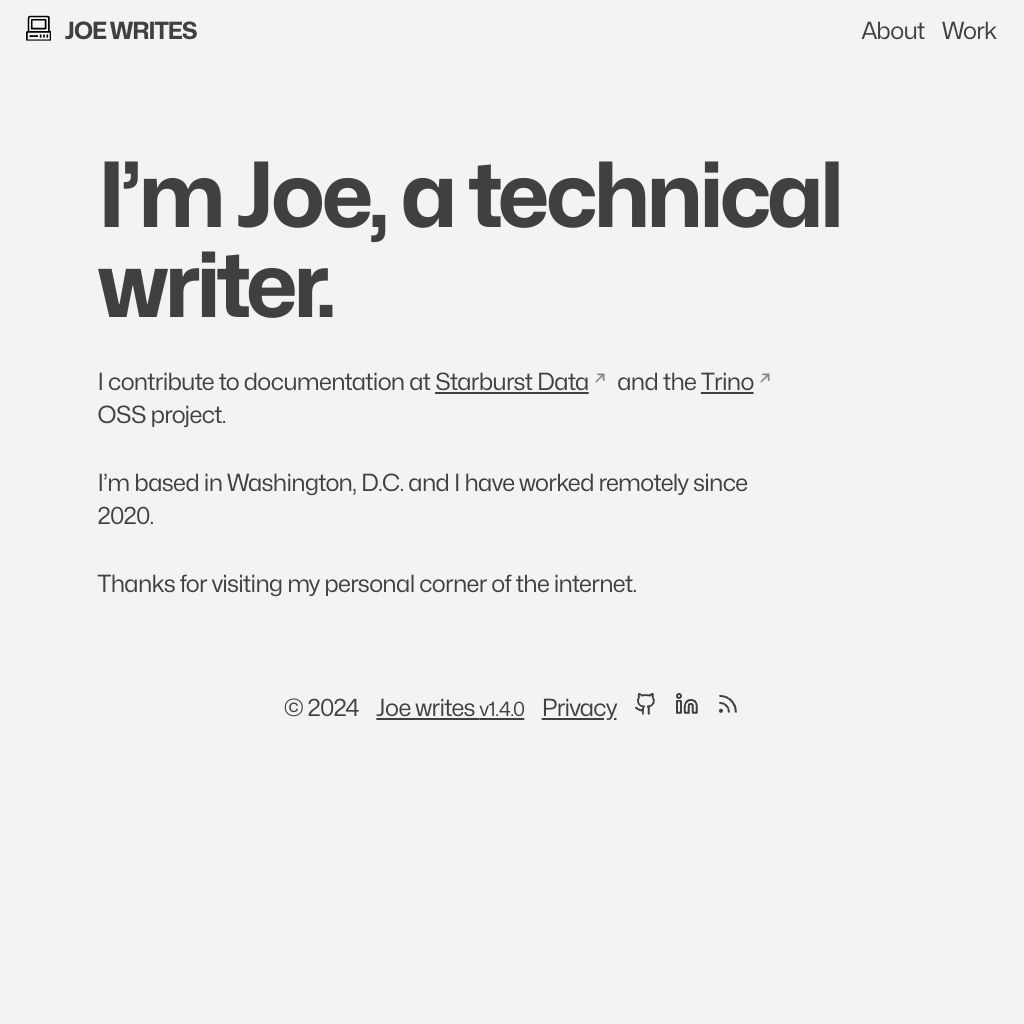 JOE WRITES
About Work
I'm Joe, a technical
writer.
I contribute to documentation at Starburst Data ↗ and the Trino ↗
OSS project.
I'm based in Washington, D.C. and I have worked remotely since
2020.
Thanks for visiting my personal corner of the internet.
© 2024 Joe writes v1.4.0 Privacy